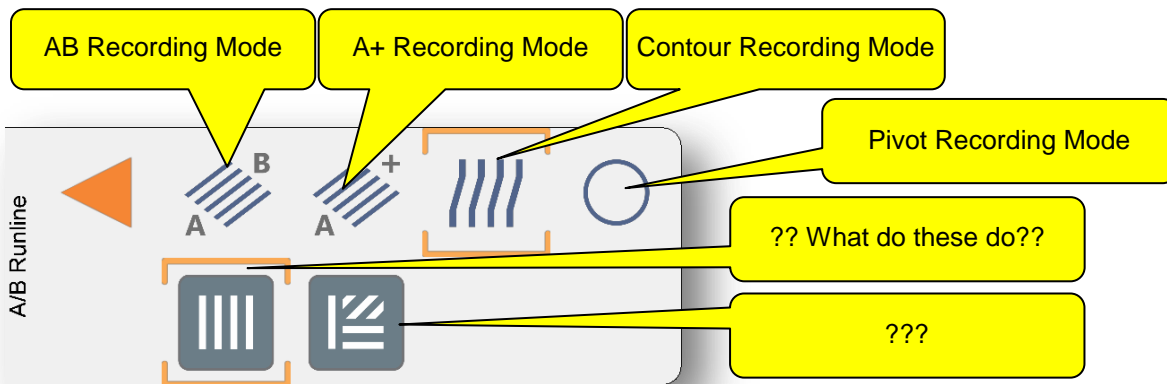 AB Recording Mode
A+ Recording Mode
Contour Recording Mode
Pivot Recording Mode
A/B Runline
A
B
A
+
?? What do these do??
???